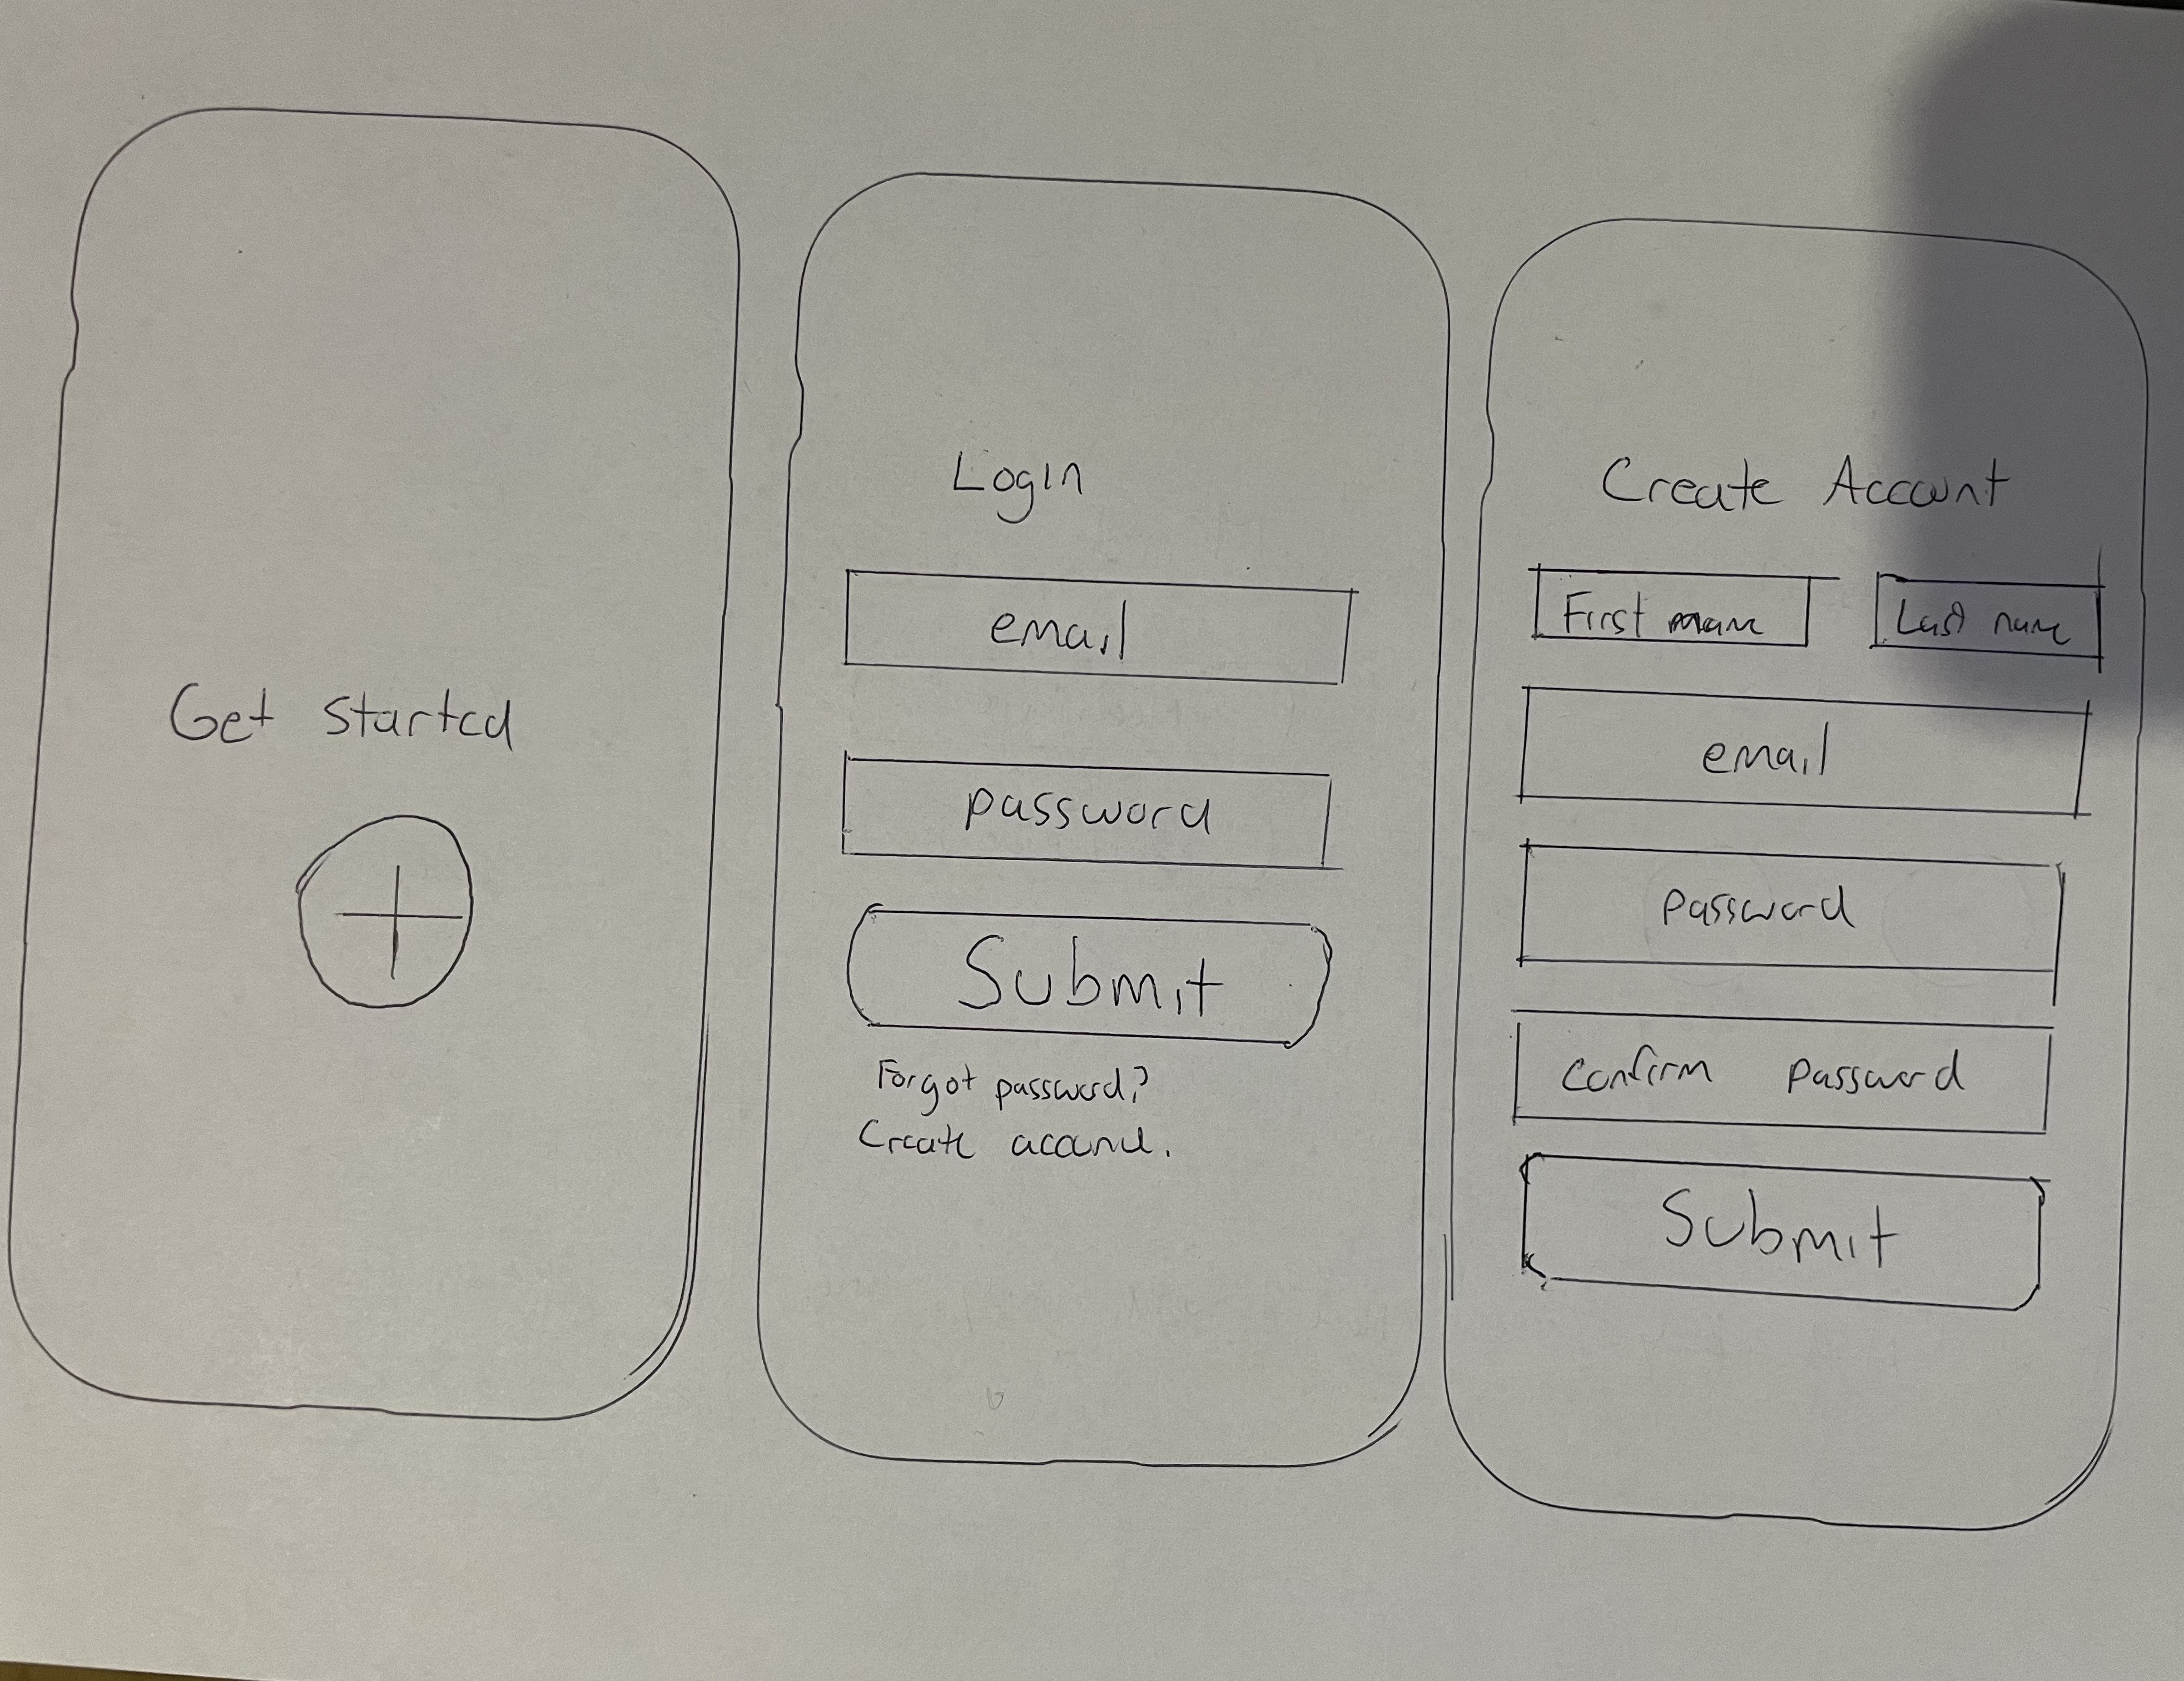 Get started
Login
email
password
Submit
Forgot password?
Create account.
Create Account
First name
Last name
email
password
confirm password
Submit